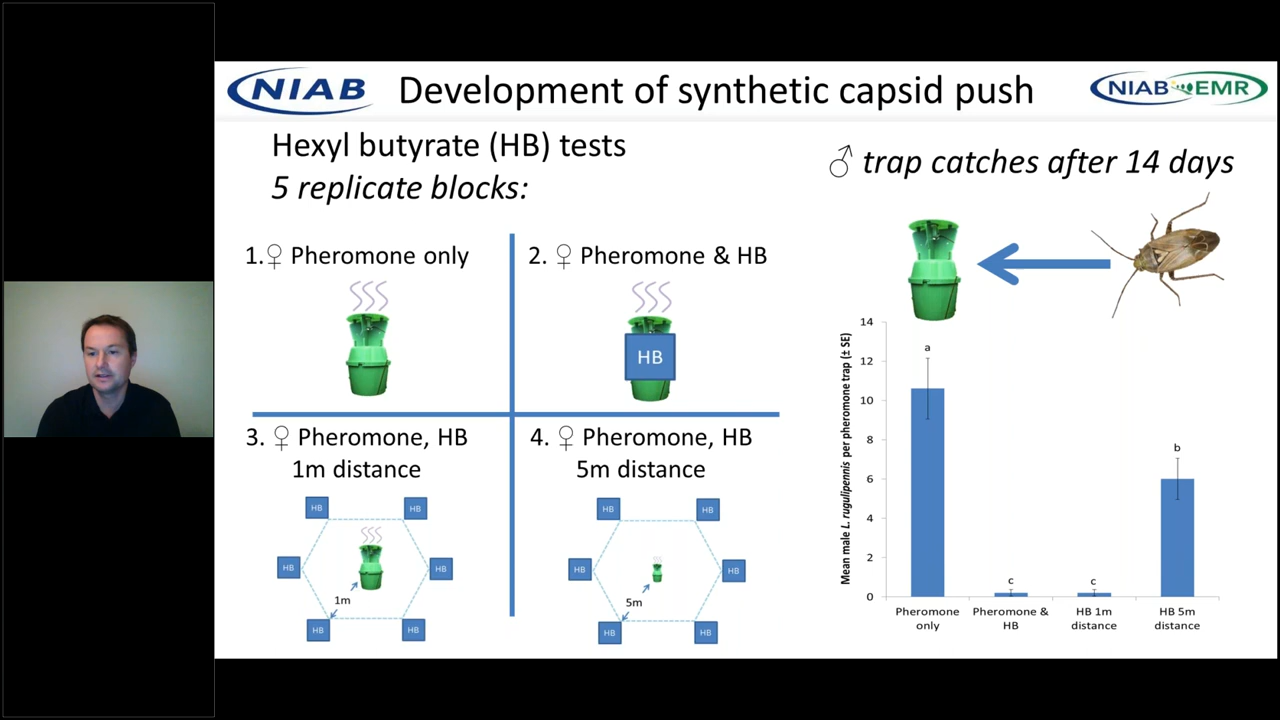 NIAB
Development of synthetic capsid push
NIAB EMR
Hexyl butyrate (HB) tests
5 replicate blocks:
♂ trap catches after 14 days
1.♀ Pheromone only
2. ♀ Pheromone & HB
HB
3. ♀ Pheromone, HB
1m distance
4. ♀ Pheromone, HB
5m distance
HB
HB
HB
HB
1m
HB
HB
HB
HB
HB
HB
5m
HB
HB
Mean male L. rugulipennis per pheromone trap (± SE)
14
12
10
8
6
4
2
0
a
c
c
b
Pheromone
only
Pheromone &
HB
HB 1m
distance
HB 5m
distance